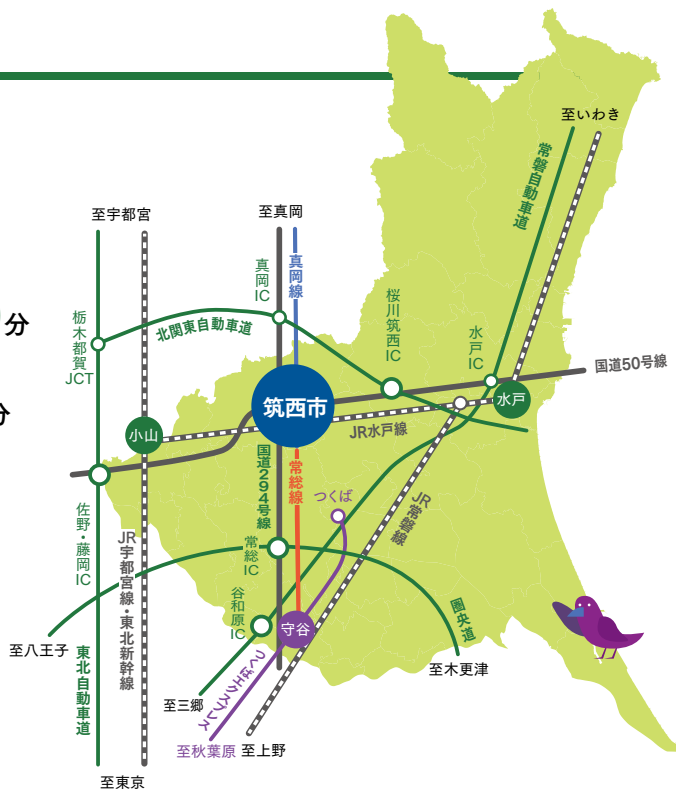 至いわき
常磐自動車道
至宇都宮
至真岡
真岡IC
真岡線
桜川筑西IC
水戸IC
栃木都賀JCT
北関東自動車道
分
国道50号線
筑西市
水戸
分
小山
JR水戸線
国道294号線
常総線
つくば
JR常磐線
佐野・藤岡IC
JR宇都宮線・東北新幹線
常総IC
谷和原IC
守谷
圏央道
至八王子
東北自動車道
つくばエクスプレス
至木更津
至三郷
至秋葉原
至上野
至東京